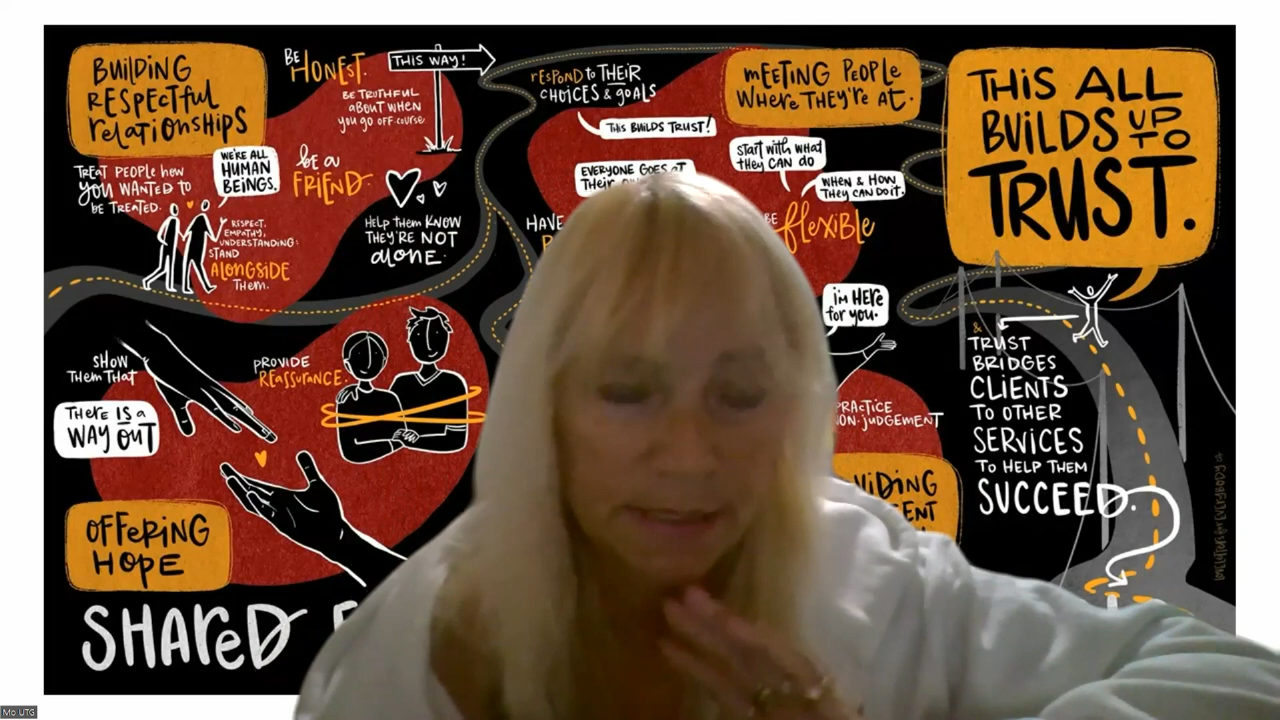 BUILDING
RESPECTFUL
relationSHiPS
TREAT PEOPLE HOW
YOU WANTED TO
BE TREATED.
WE'RE ALL
HUMAN
BEINGS.
RESPECT,
EMPATHY,
UNDERSTANDING:
STAND
ALONGSIDE
THEM.
BE
HONEST.
BE TRUTHFUL
ABOUT WHEN
YOU GO OFF-COURSE
THIS WAY!
be a
FRIEND.
HELP THEM KNOW
THEY'RE NOT
alone.
SHOW
THEM THAT
THERE IS a
WAY OUT
PROVIDE
REASSURANCE.
OFFERING
HOPE
SHARED
RESPOND to THEIR
CHOICES & GOALS
THIS BUILDS TRUST!
EVERYONE GOES AT
HAVE
MEETING PEOPLE
WHERE THEY'RE AT.
START WITH WHAT
THEY CAN DO
WHEN & HOW
THEY CAN DO IT.
flexible
i'm HERE
for you.
PRACTICE
THIS ALL
BUILDS UP
TO
TRUST.
& TRUST
BRIDGES
CLIENTS
TO OTHER
SERVICES
TO HELP THEM
SUCCEED.
LOVELETTERSforEVERYBODY.ca
Mo UTG